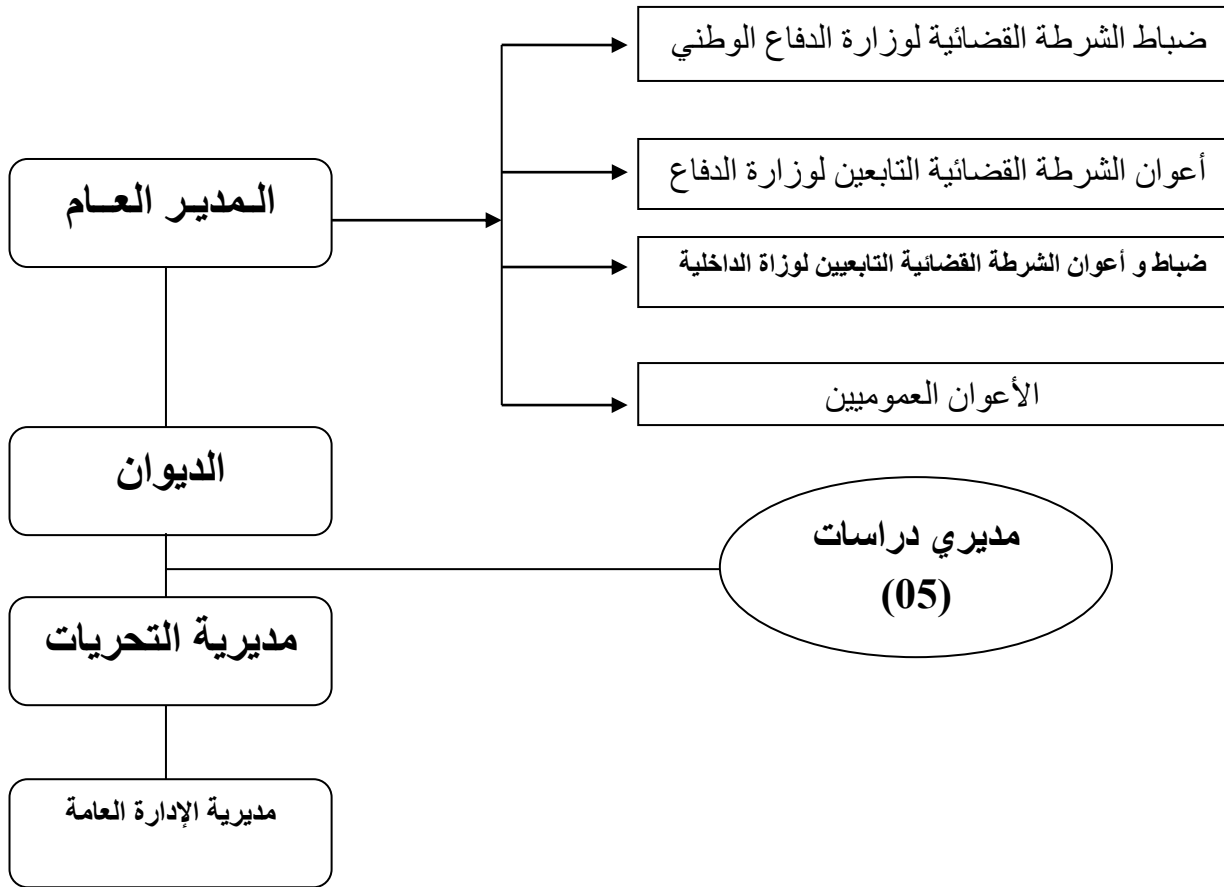 ضباط الشرطة القضائية لوزارة الدفاع الوطني
أعوان الشرطة القضائية التابعين لوزارة الدفاع
المدير العام
ضباط و أعوان الشرطة القضائية التابعيين لوزاة الداخلية
الأعوان العموميين
الديوان
مديري دراسات
(05)
مديرية التحريات
مديرية الإدارة العامة